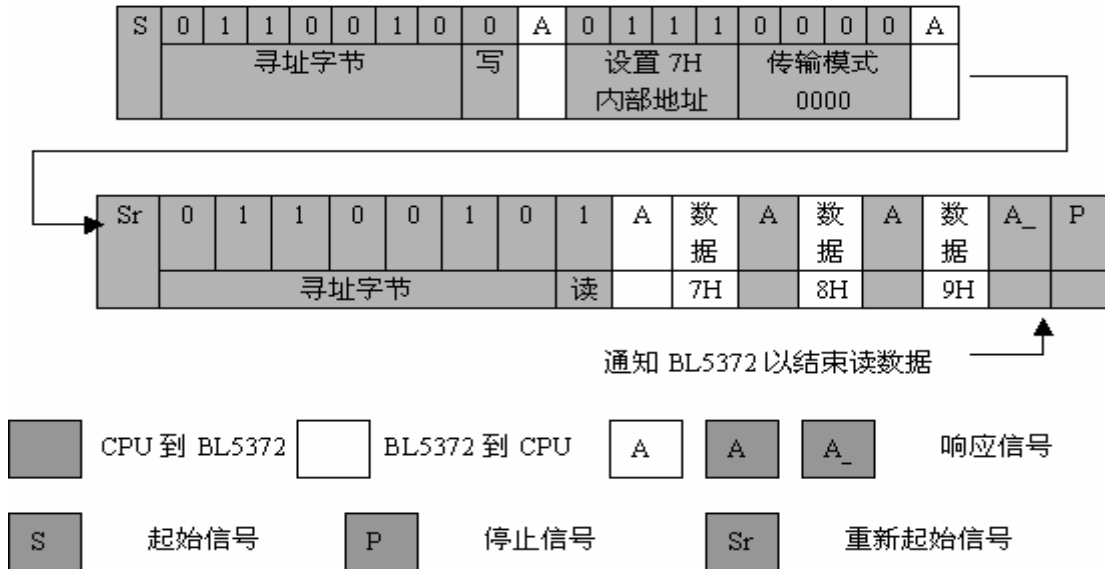 S 0 1 1 0 0 1 0 0 A 0 1 1 1 0 0 0 0 A
寻址字节 写 设置 7H 传输模式
内部地址 0000
Sr 0 1 1 0 0 1 0 1 A 数 A 数 A 数 A_ P
据 据 据
寻址字节 读 7H 8H 9H
通知 BL5372 以结束读数据
CPU 到 BL5372 BL5372 到 CPU A A A_ 响应信号
S 起始信号 P 停止信号 Sr 重新起始信号